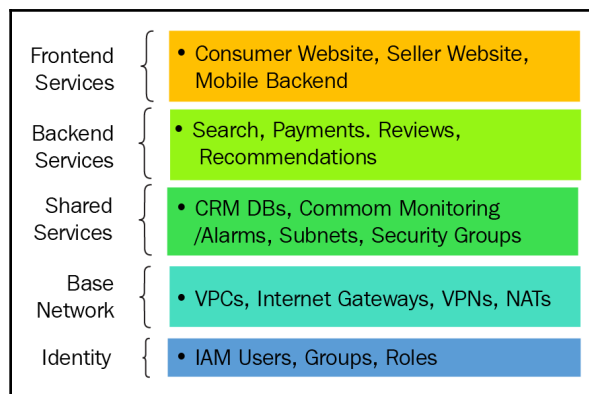 Frontend
Services
• Consumer Website, Seller Website,
Mobile Backend
Backend
Services
• Search, Payments. Reviews,
Recommendations
Shared
Services
• CRM DBs, Commom Monitoring
/Alarms, Subnets, Security Groups
Base
Network
• VPCs, Internet Gateways, VPNs, NATs
Identity
• IAM Users, Groups, Roles